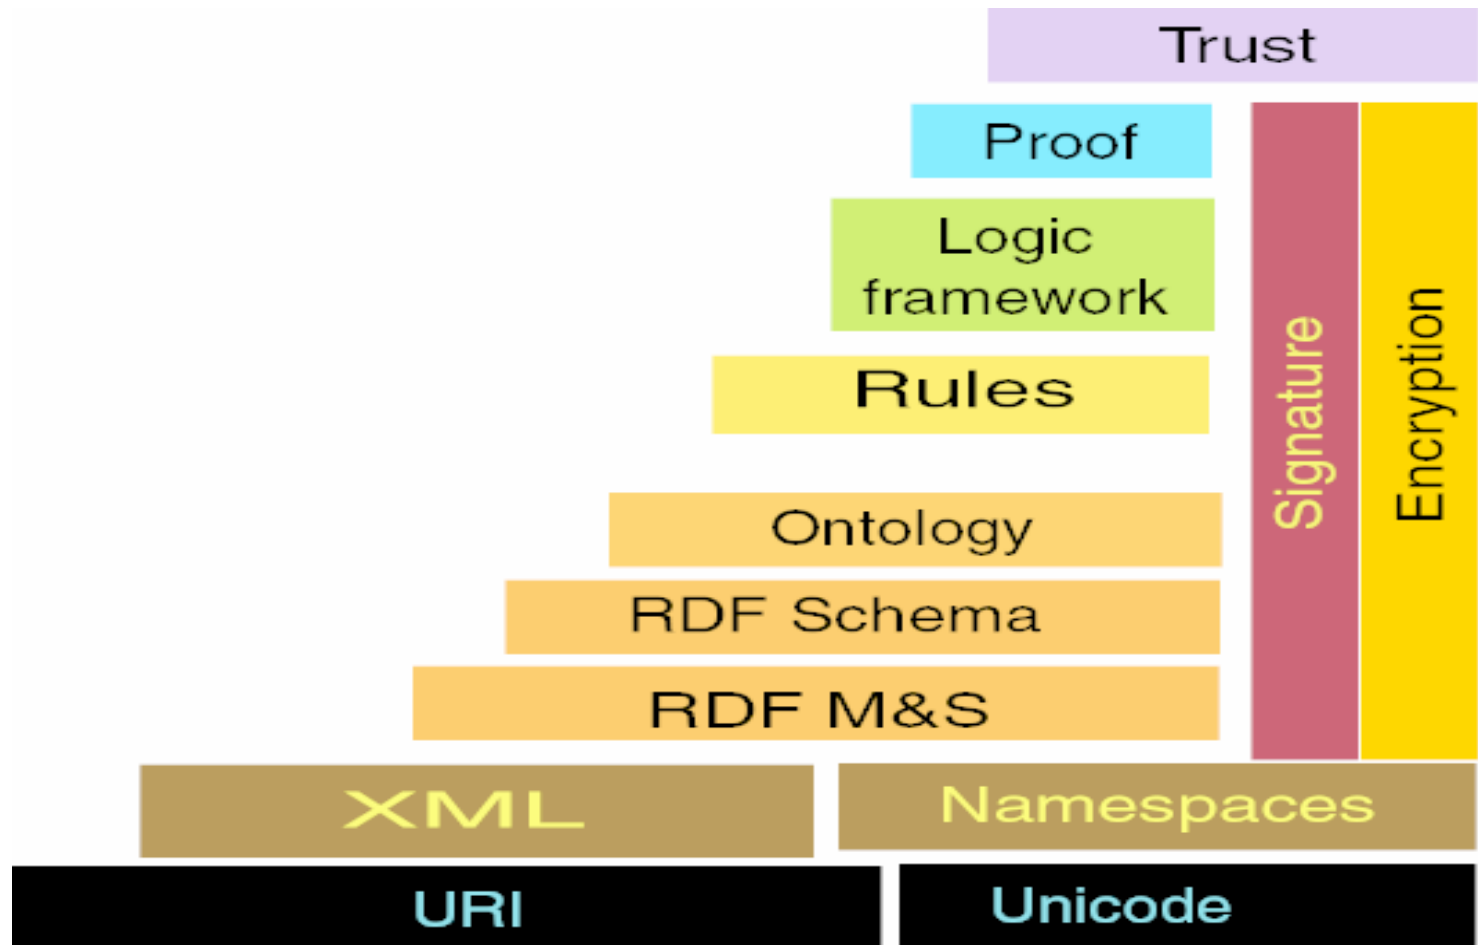 Trust
Proof
Logic
framework
Rules
Signature
Encryption
Ontology
RDF Schema
RDF M&S
XML
Namespaces
URI
Unicode